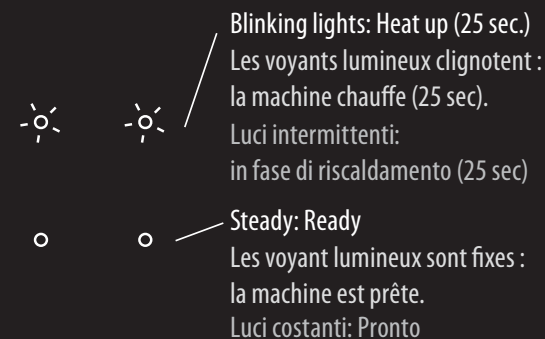 Blinking lights: Heat up (25 sec.)
Les voyants lumineux clignotent :
la machine chauffe (25 sec).
Luci intermittenti:
in fase di riscaldamento (25 sec)
Steady: Ready
Les voyant lumineux sont fixes :
la machine est prête.
Luci costanti: Pronto